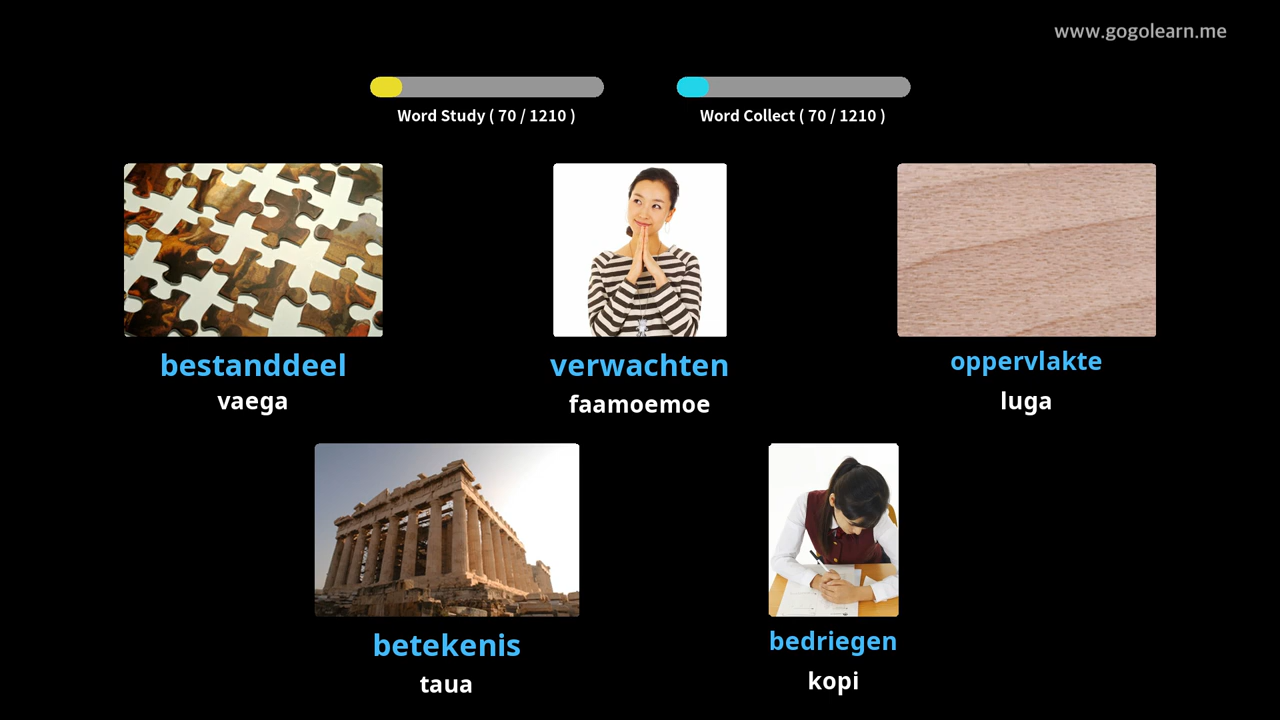 www.gogolearn.me
Word Study ( 70 / 1210 )
Word Collect ( 70 / 1210 )
bestanddeel
vaega
verwachten
faamoemoe
oppervlakte
luga
betekenis
taua
bedriegen
kopi